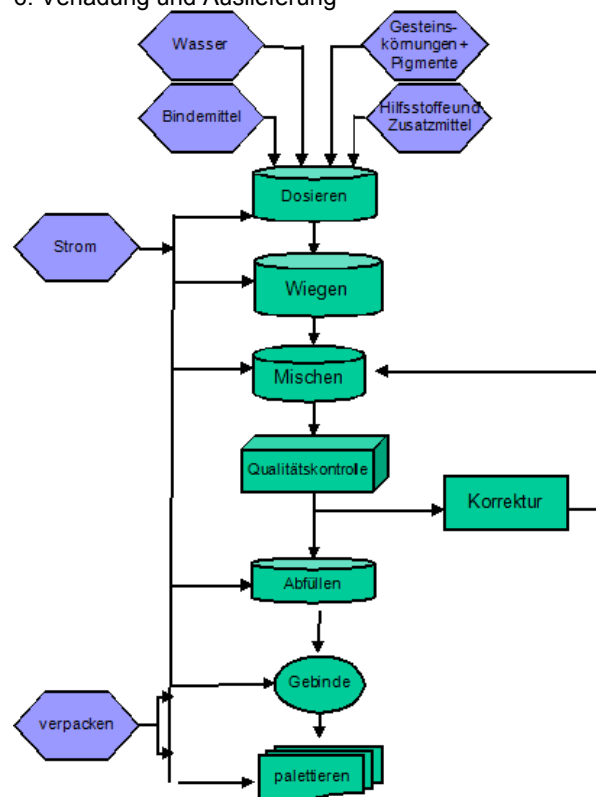 6. Verladung und Auslieferung
Wasser
Gesteins-
körnungen +
Pigmente
Bindemittel
Hilfsstoffeund
Zusatzmittel
Dosieren
Strom
Wiegen
Mischen
Qualitätskontrolle
Korrektur
Abfüllen
Gebinde
verpacken
palettieren